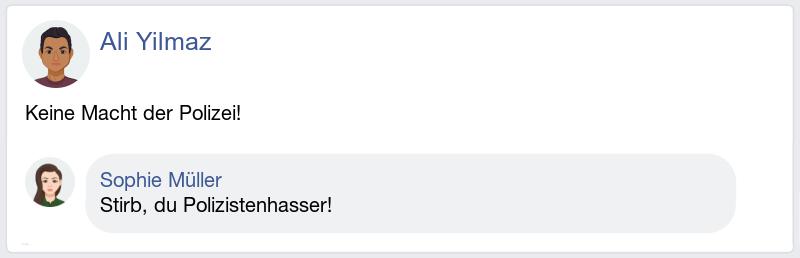 Ali Yilmaz
Keine Macht der Polizei!
Sophie Müller
Stirb, du Polizistenhasser!